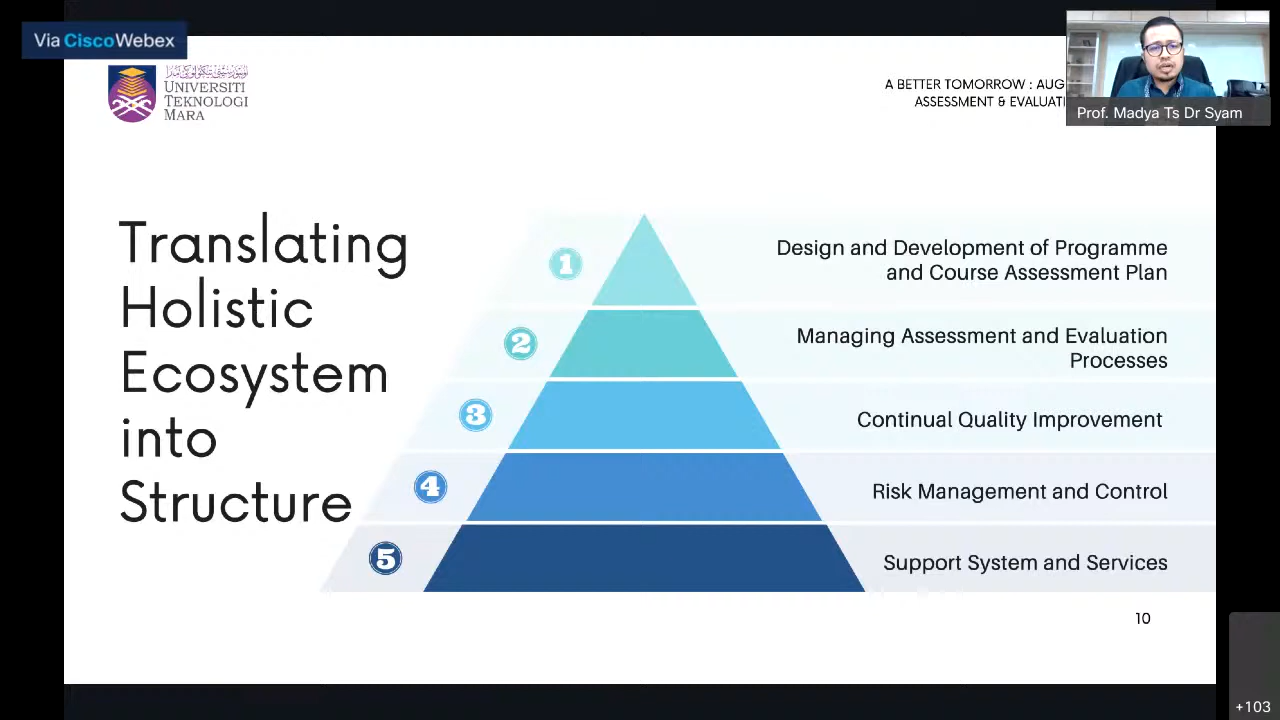 Via CiscoWebex
UNIVERSITI
TEKNOLOGI
MARA
A BETTER TOMORROW : AUG
ASSESSMENT & EVALUATI
Prof. Madya Ts Dr Syam
Translating
Holistic
Ecosystem
into
Structure
1
Design and Development of Programme
and Course Assessment Plan
2
Managing Assessment and Evaluation
Processes
3
Continual Quality Improvement
4
Risk Management and Control
5
Support System and Services
10
+103